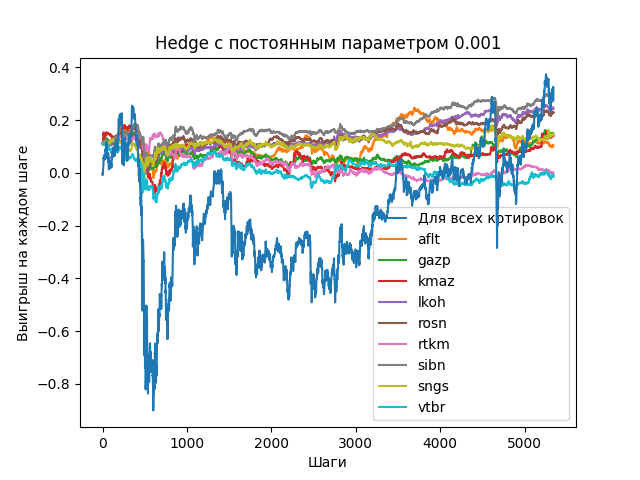 Hedge с постоянным параметром 0.001
Выигрыш на каждом шаге
0.4
0.2
0.0
−0.2
−0.4
−0.6
−0.8
Для всех котировок
aflt
gazp
kmaz
lkoh
rosn
rtkm
sibn
sngs
vtbr
0 1000 2000 3000 4000 5000
Шаги